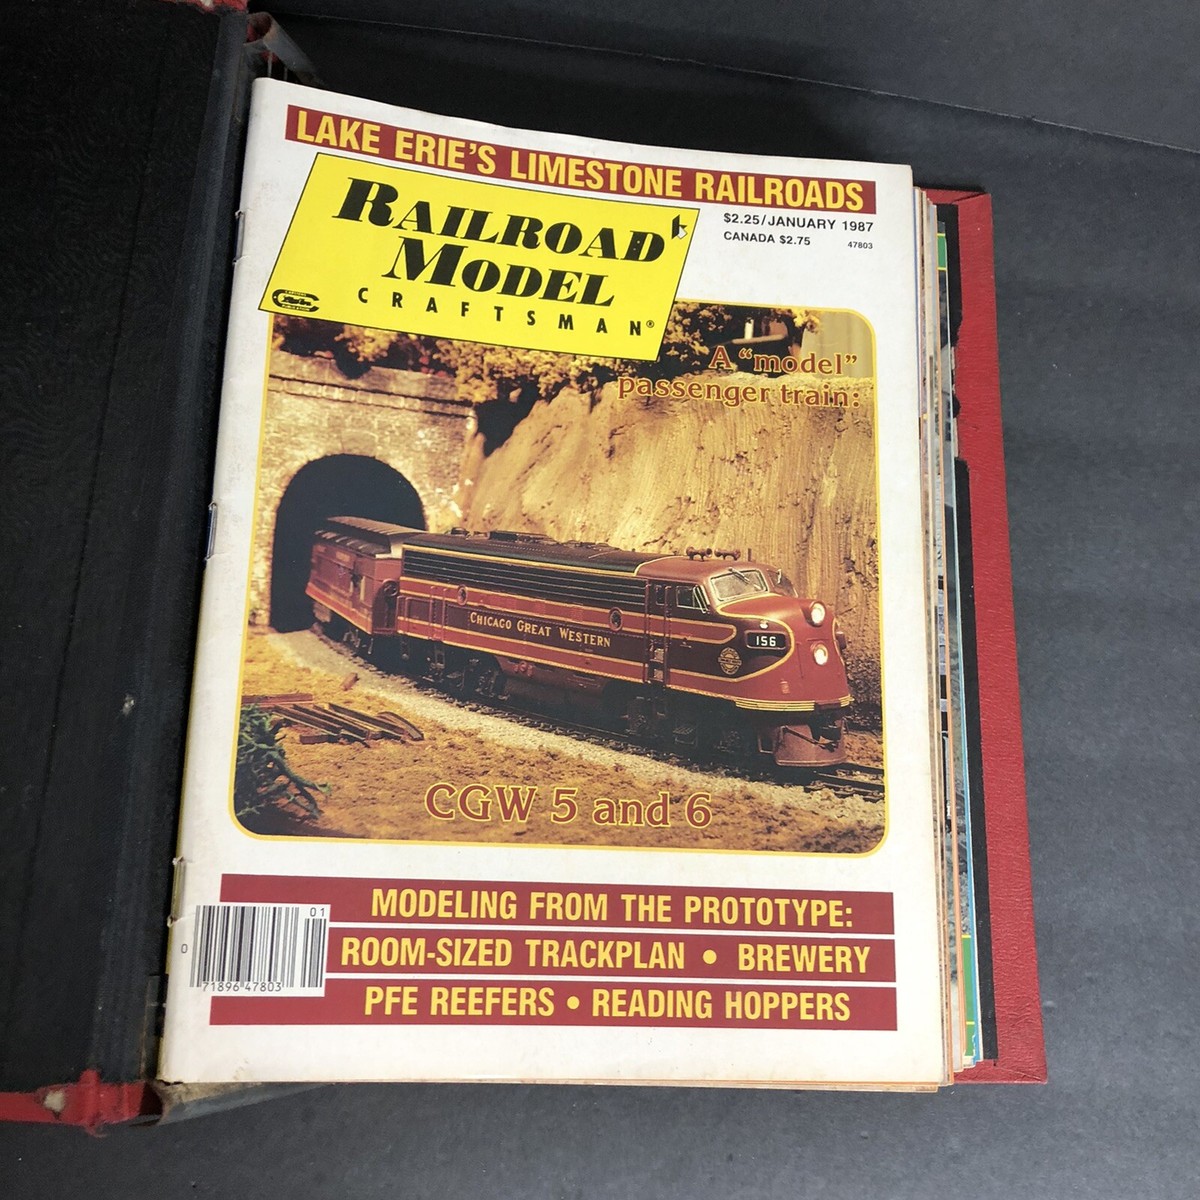 LAKE ERIE'S LIMESTONE RAILROADS
RAILROAD
MODEL
CRAFTSMAN®
$2.25/JANUARY 1987
CANADA $2.75 47803
A "model"
passenger train:
CHICAGO GREAT WESTERN
156
CGW 5 and 6
MODELING FROM THE PROTOTYPE:
ROOM-SIZED TRACKPLAN • BREWERY
PFE REEFERS • READING HOPPERS
01
0 71896 47803